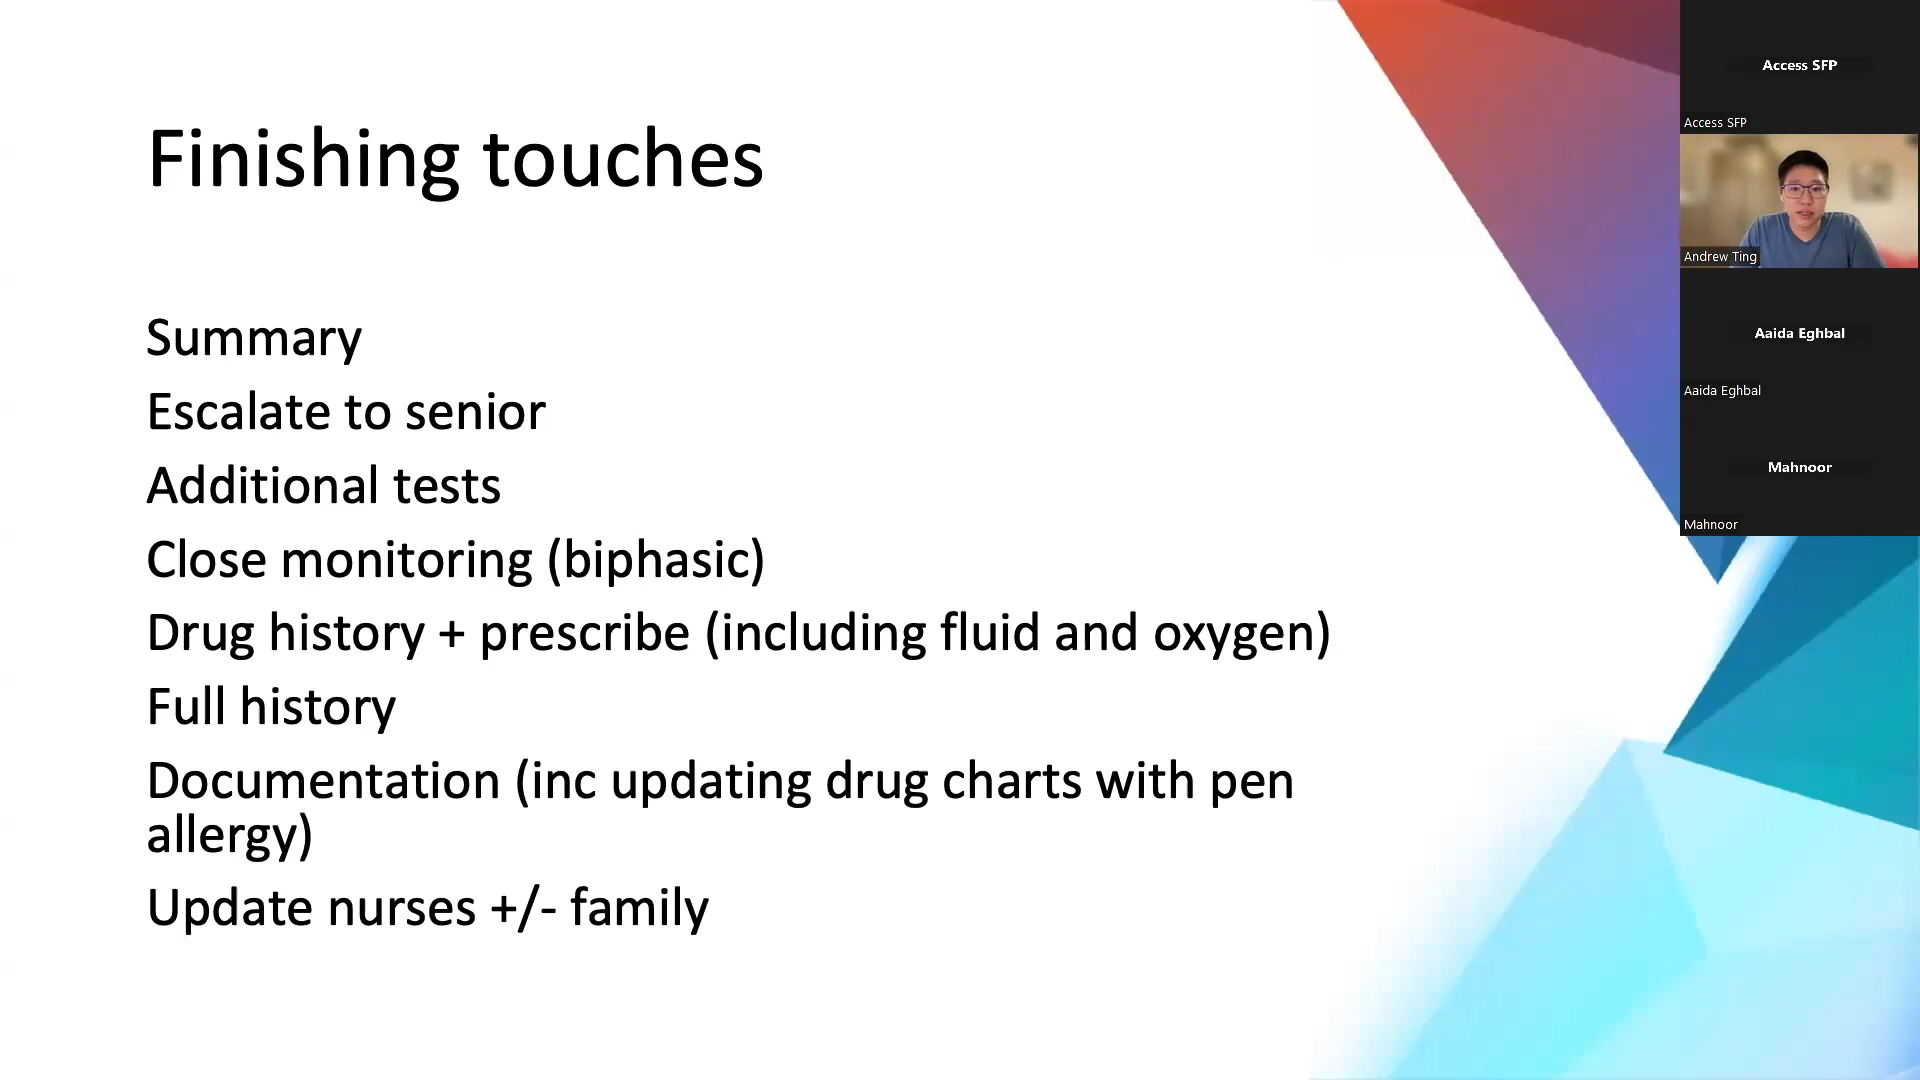 Finishing touches
Summary
Escalate to senior
Additional tests
Close monitoring (biphasic)
Drug history + prescribe (including fluid and oxygen)
Full history
Documentation (inc updating drug charts with pen
allergy)
Update nurses +/- family
Access SFP
Access SFP
Andrew Ting
Aaida Eghbal
Aaida Eghbal
Mahnoor
Mahnoor